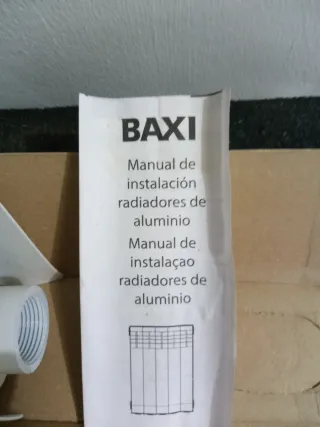 BAXI
Manual de
instalación
radiadores de
aluminio
Manual de
instalaçao
radiadores de
aluminio